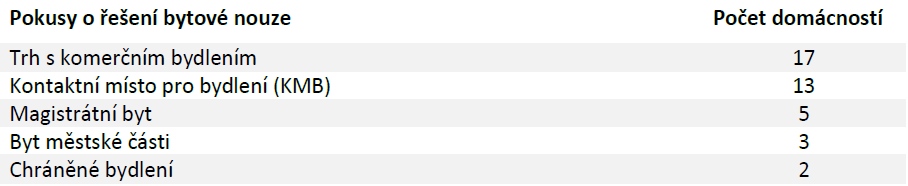 Pokusy o řešení bytové nouze Počet domácností
Trh s komerčním bydlením 17
Kontaktní místo pro bydlení (KMB) 13
Magistrátní byt 5
Byt městské části 3
Chráněné bydlení 2